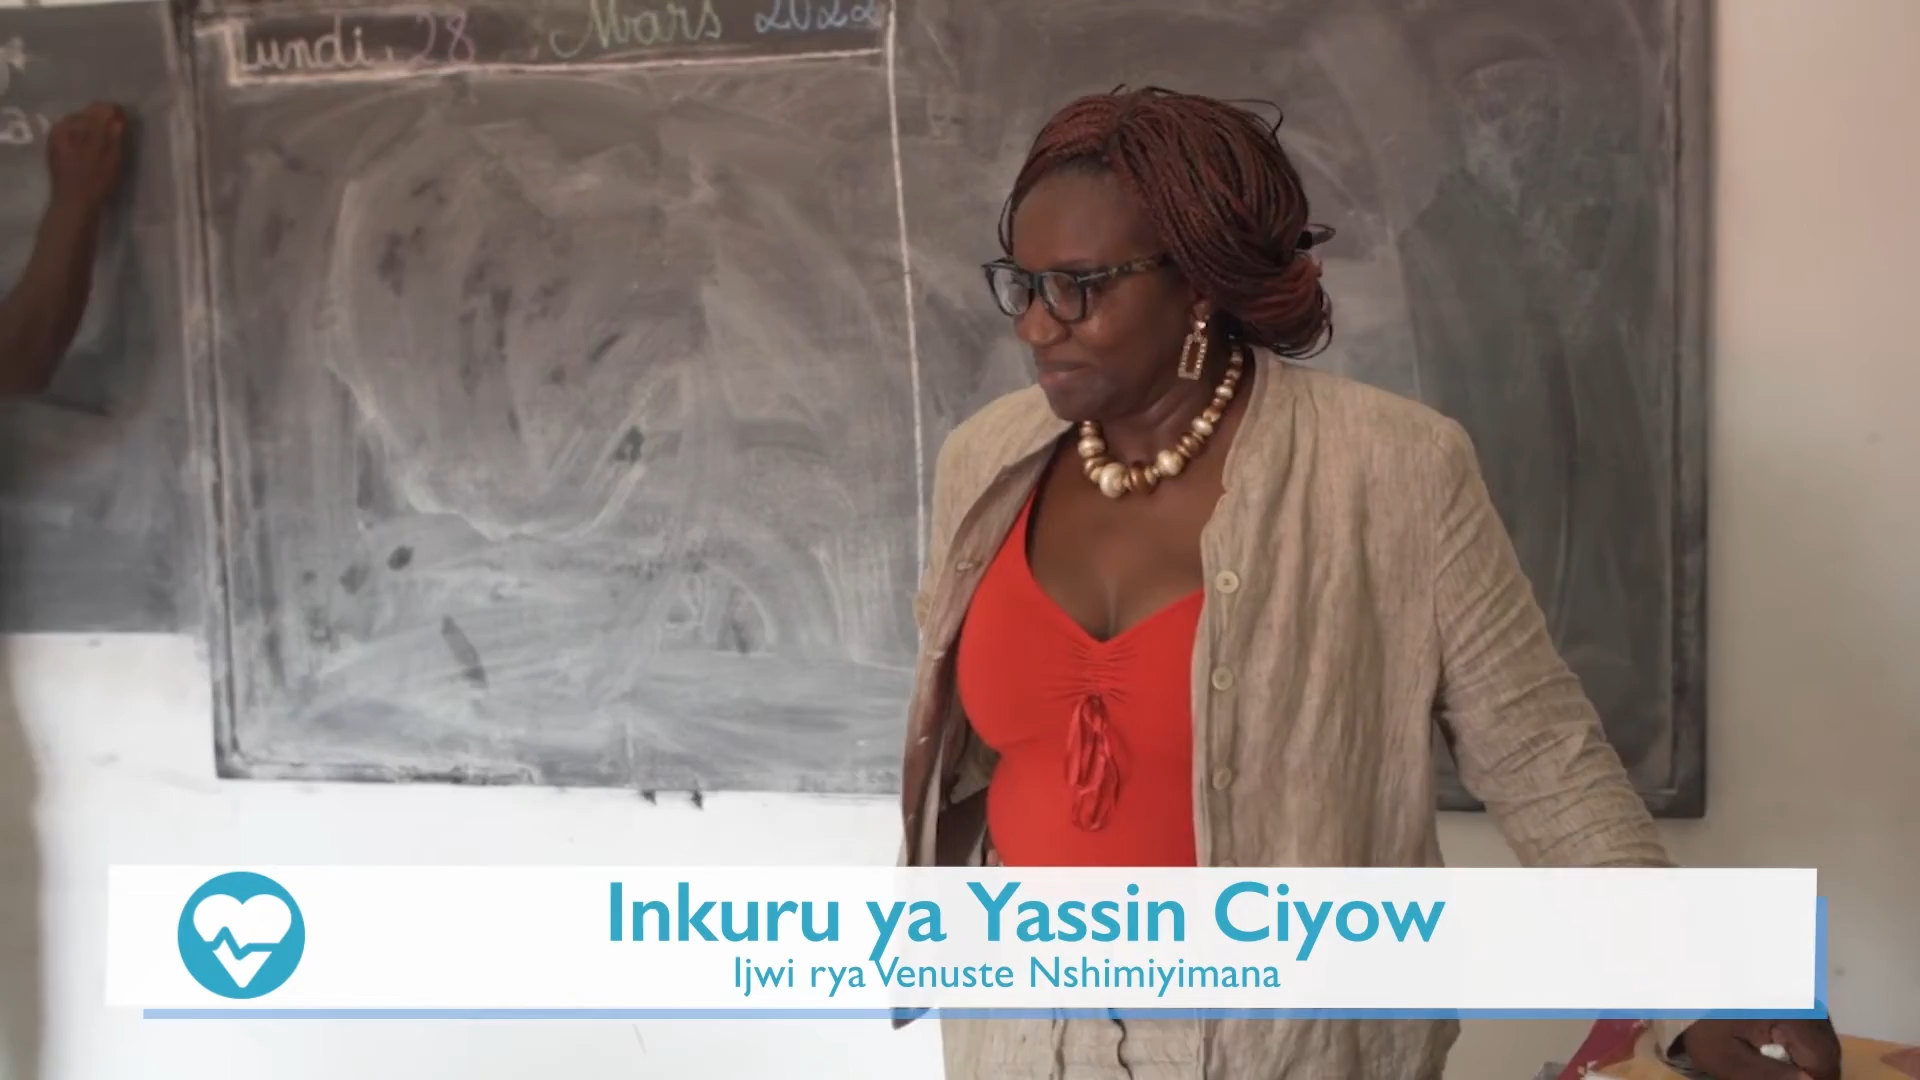 Lundi, 28 Mars 2022
Inkuru ya Yassin Ciyow
Ijwi rya Venuste Nshimiyimana